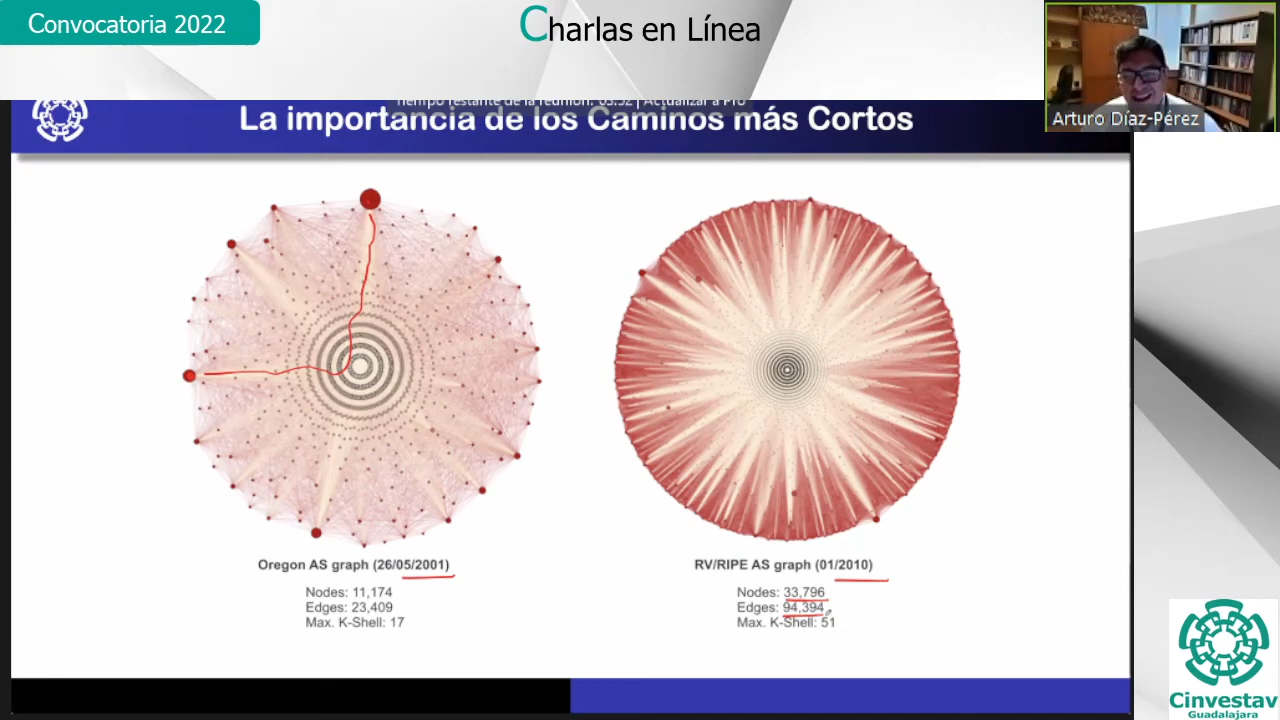 Convocatoria 2022
Charlas en Línea
Arturo Díaz-Pérez
Tiempo restante de la reunión: 03:52 | Actualizar a Pro
La importancia de los Caminos más Cortos
Oregon AS graph (26/05/2001)
Nodes: 11,174
Edges: 23,409
Max. K-Shell: 17
RV/RIPE AS graph (01/2010)
Nodes: 33,796
Edges: 94,394
Max. K-Shell: 51
Cinvestav
Guadalajara